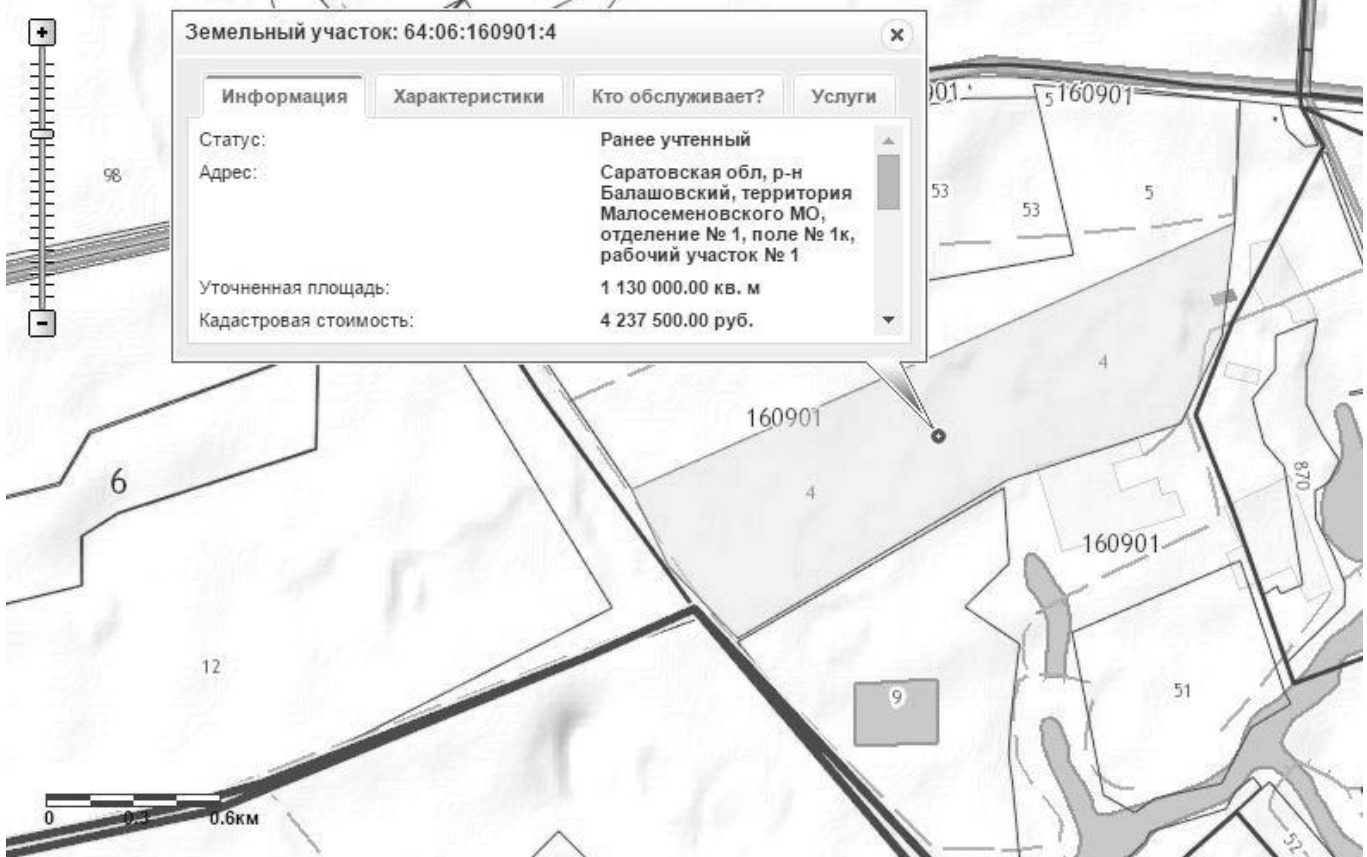 Земельный участок: 64:06:160901:4
Информация Характеристики Кто обслуживает? Услуги
Статус: Ранее учтенный
Адрес: Саратовская обл, р-н
Балашовский, территория
Малосеменовского МО,
отделение № 1, поле № 1к,
рабочий участок № 1
Уточненная площадь: 1 130 000.00 кв. м
Кадастровая стоимость: 4 237 500.00 руб.
5 160901
98
53
53
5
4
160901
6
4
870
160901
12
51
9
0 0.3 0.6км
52